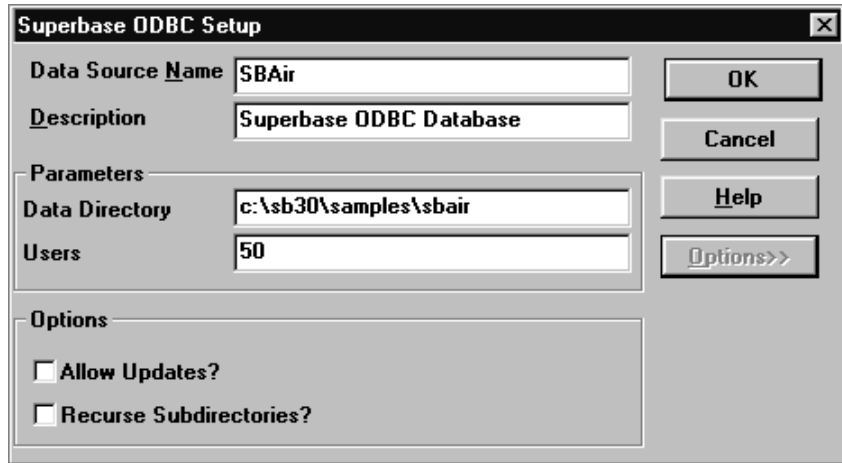 Superbase ODBC Setup
Data Source Name SBAir
Description Superbase ODBC Database
Parameters
Data Directory c:\sb30\samples\sbair
Users 50
Options
Allow Updates?
Recurse Subdirectories?
OK
Cancel
Help
Options>>